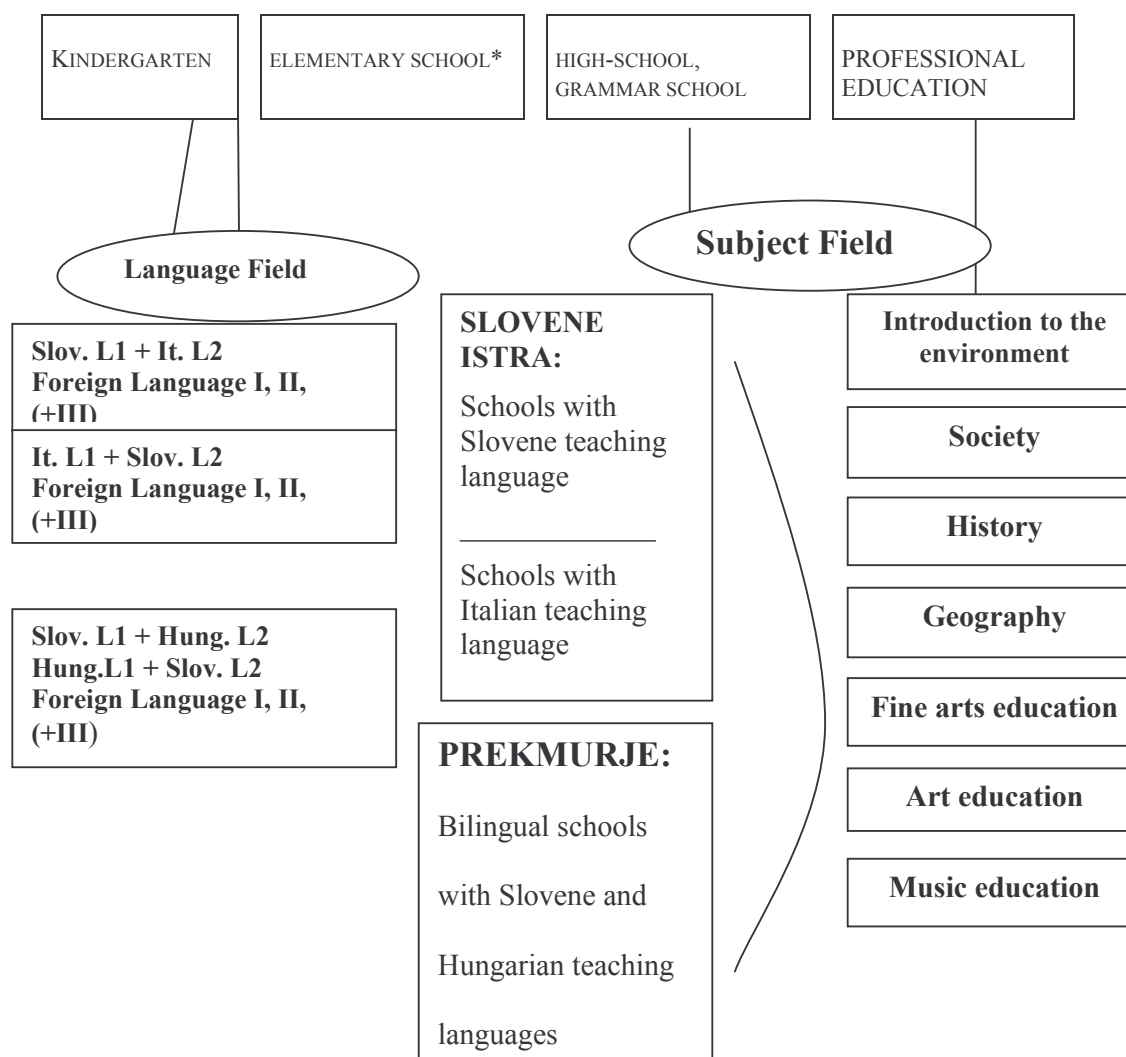 KINDERGARTEN
ELEMENTARY SCHOOL*
HIGH-SCHOOL,
GRAMMAR SCHOOL
PROFESSIONAL
EDUCATION
Language Field
Subject Field
Slov. L1 + It. L2
Foreign Language I, II,
(+III)
It. L1 + Slov. L2
Foreign Language I, II,
(+III)
Slov. L1 + Hung. L2
Hung.L1 + Slov. L2
Foreign Language I, II,
(+III)
SLOVENE
ISTRA:
Schools with
Slovene teaching
language
Schools with
Italian teaching
language
PREKMURJE:
Bilingual schools
with Slovene and
Hungarian teaching
languages
Introduction to the
environment
Society
History
Geography
Fine arts education
Art education
Music education